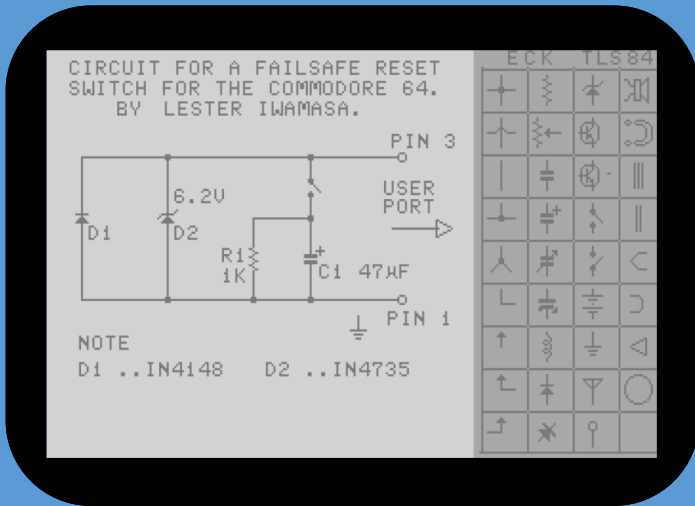 ECK TLS84
CIRCUIT FOR A FAILSAFE RESET
SWITCH FOR THE COMMODORE 64.
BY LESTER IWAMASA.
PIN 3
6.2V
USER
PORT
D1
D2
R1
1K
+
C1 47µF
PIN 1
NOTE
D1 ..IN4148 D2 ..IN4735